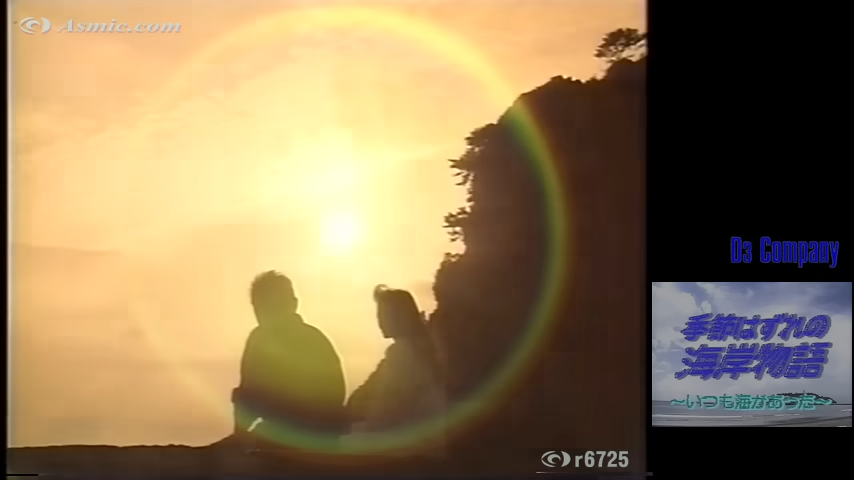 Asmic.com
D3 Company
季節はずれの
海岸物語
～いつも海があった～
r6725